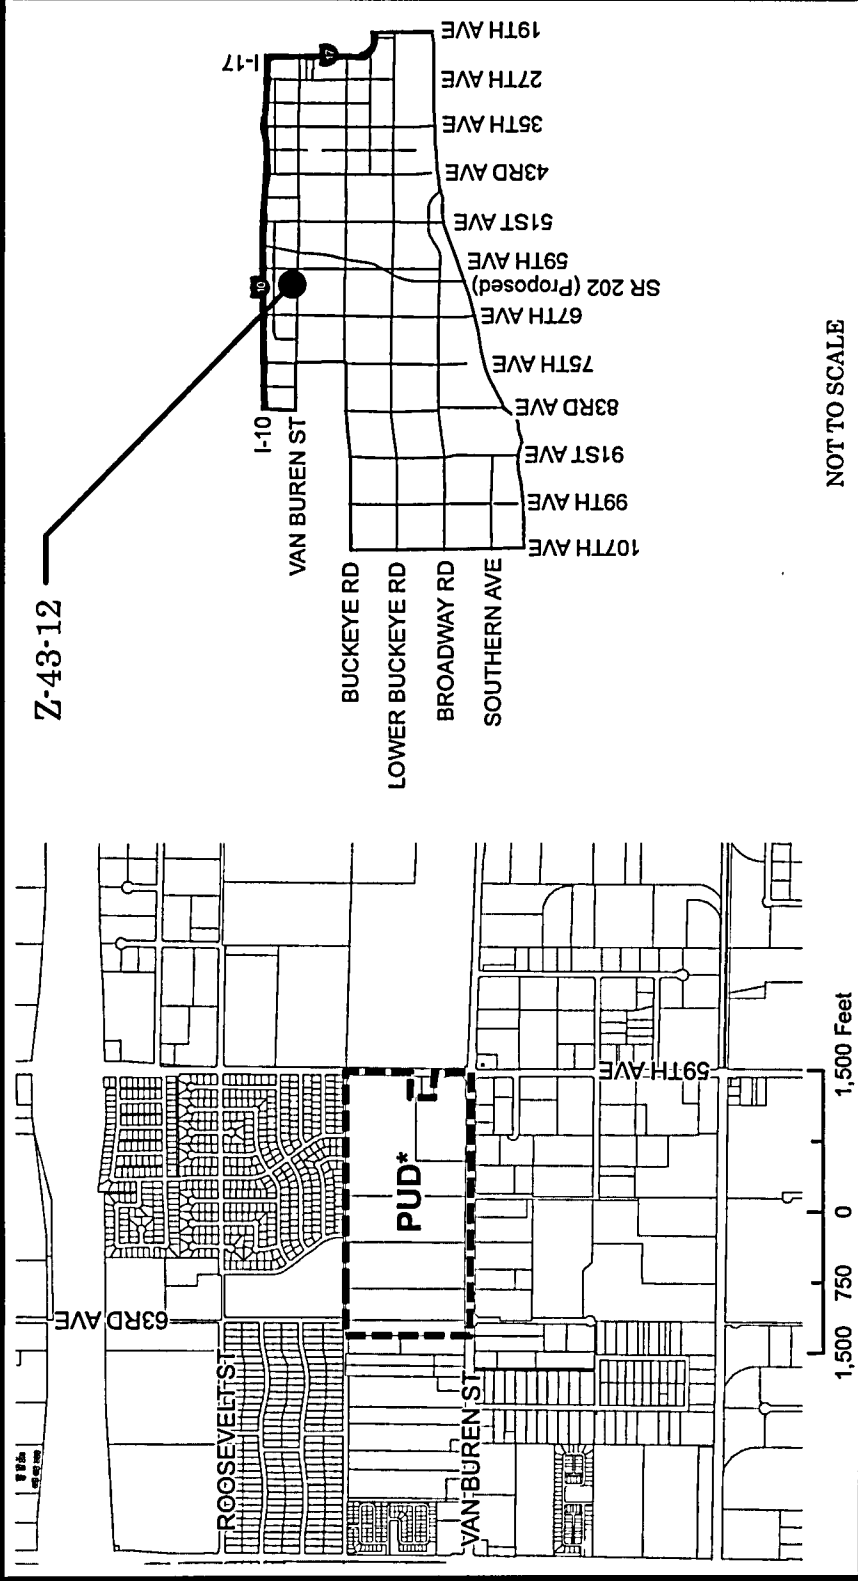 Z-43-12
I-17
17
10
I-10
VAN BUREN ST
BUCKEYE RD
LOWER BUCKEYE RD
BROADWAY RD
SOUTHERN AVE
19TH AVE
27TH AVE
35TH AVE
43RD AVE
51ST AVE
59TH AVE
SR 202 (Proposed)
67TH AVE
75TH AVE
83RD AVE
91ST AVE
99TH AVE
107TH AVE
NOT TO SCALE
63RD AVE
ROOSEVELT ST
PUD*
VAN BUREN ST
59TH AVE
1,500 750 0 1,500 Feet